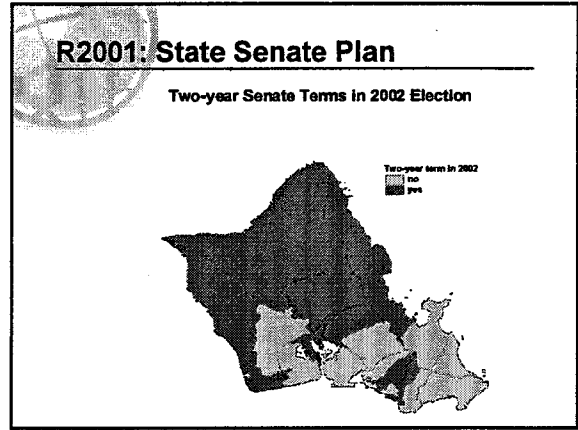 R2001: State Senate Plan
Two-year Senate Terms in 2002 Election
Two-year term in 2002
no
yes